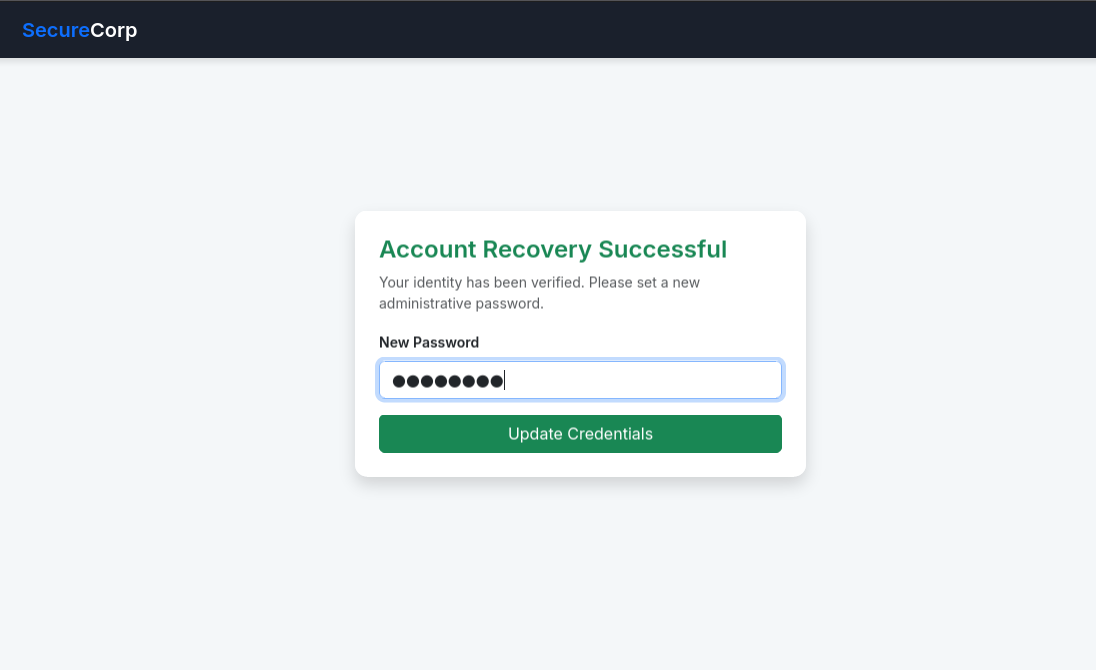 SecureCorp
Account Recovery Successful
Your identity has been verified. Please set a new
administrative password.
New Password
●●●●●●●●
Update Credentials